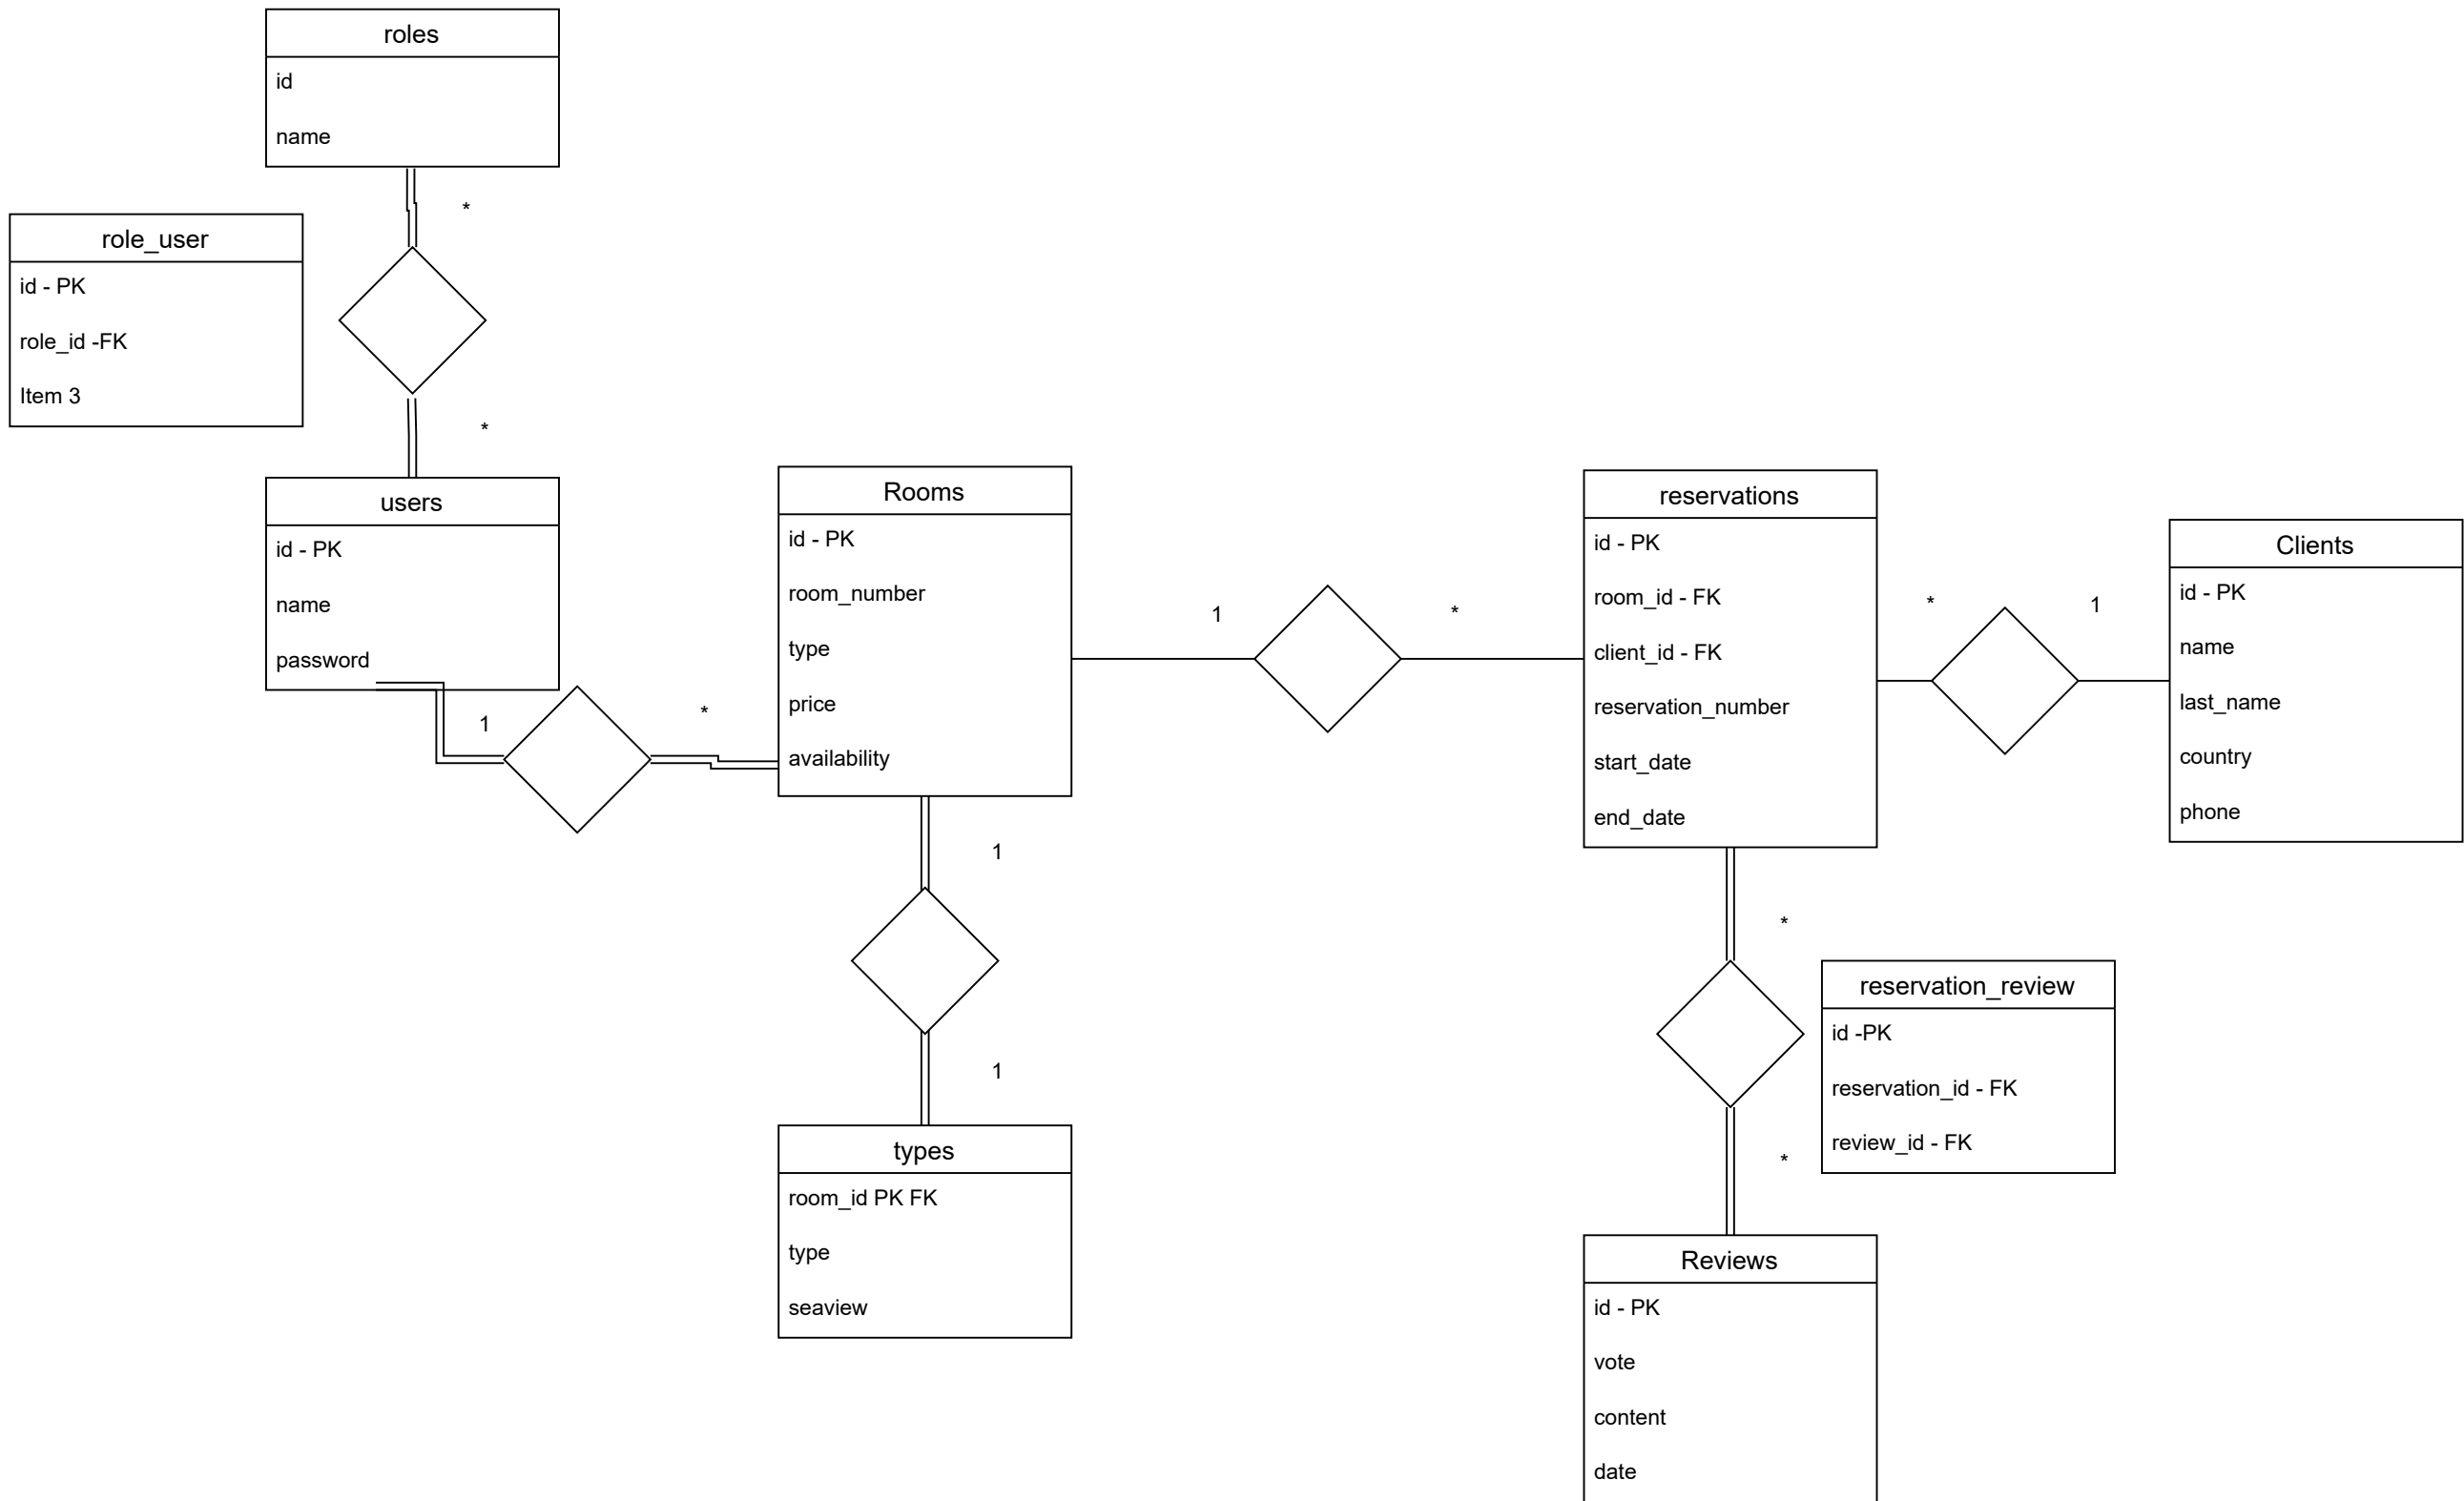 roles
id
name
*
role_user
id - PK
role_id -FK
Item 3
*
users
id - PK
name
password
1
*
Rooms
id - PK
room_number
type
price
availability
1
*
reservations
id - PK
room_id - FK
client_id - FK
reservation_number
start_date
end_date
*
1
Clients
id - PK
name
last_name
country
phone
1
1
types
room_id PK FK
type
seaview
*
reservation_review
id -PK
reservation_id - FK
review_id - FK
*
Reviews
id - PK
vote
content
date